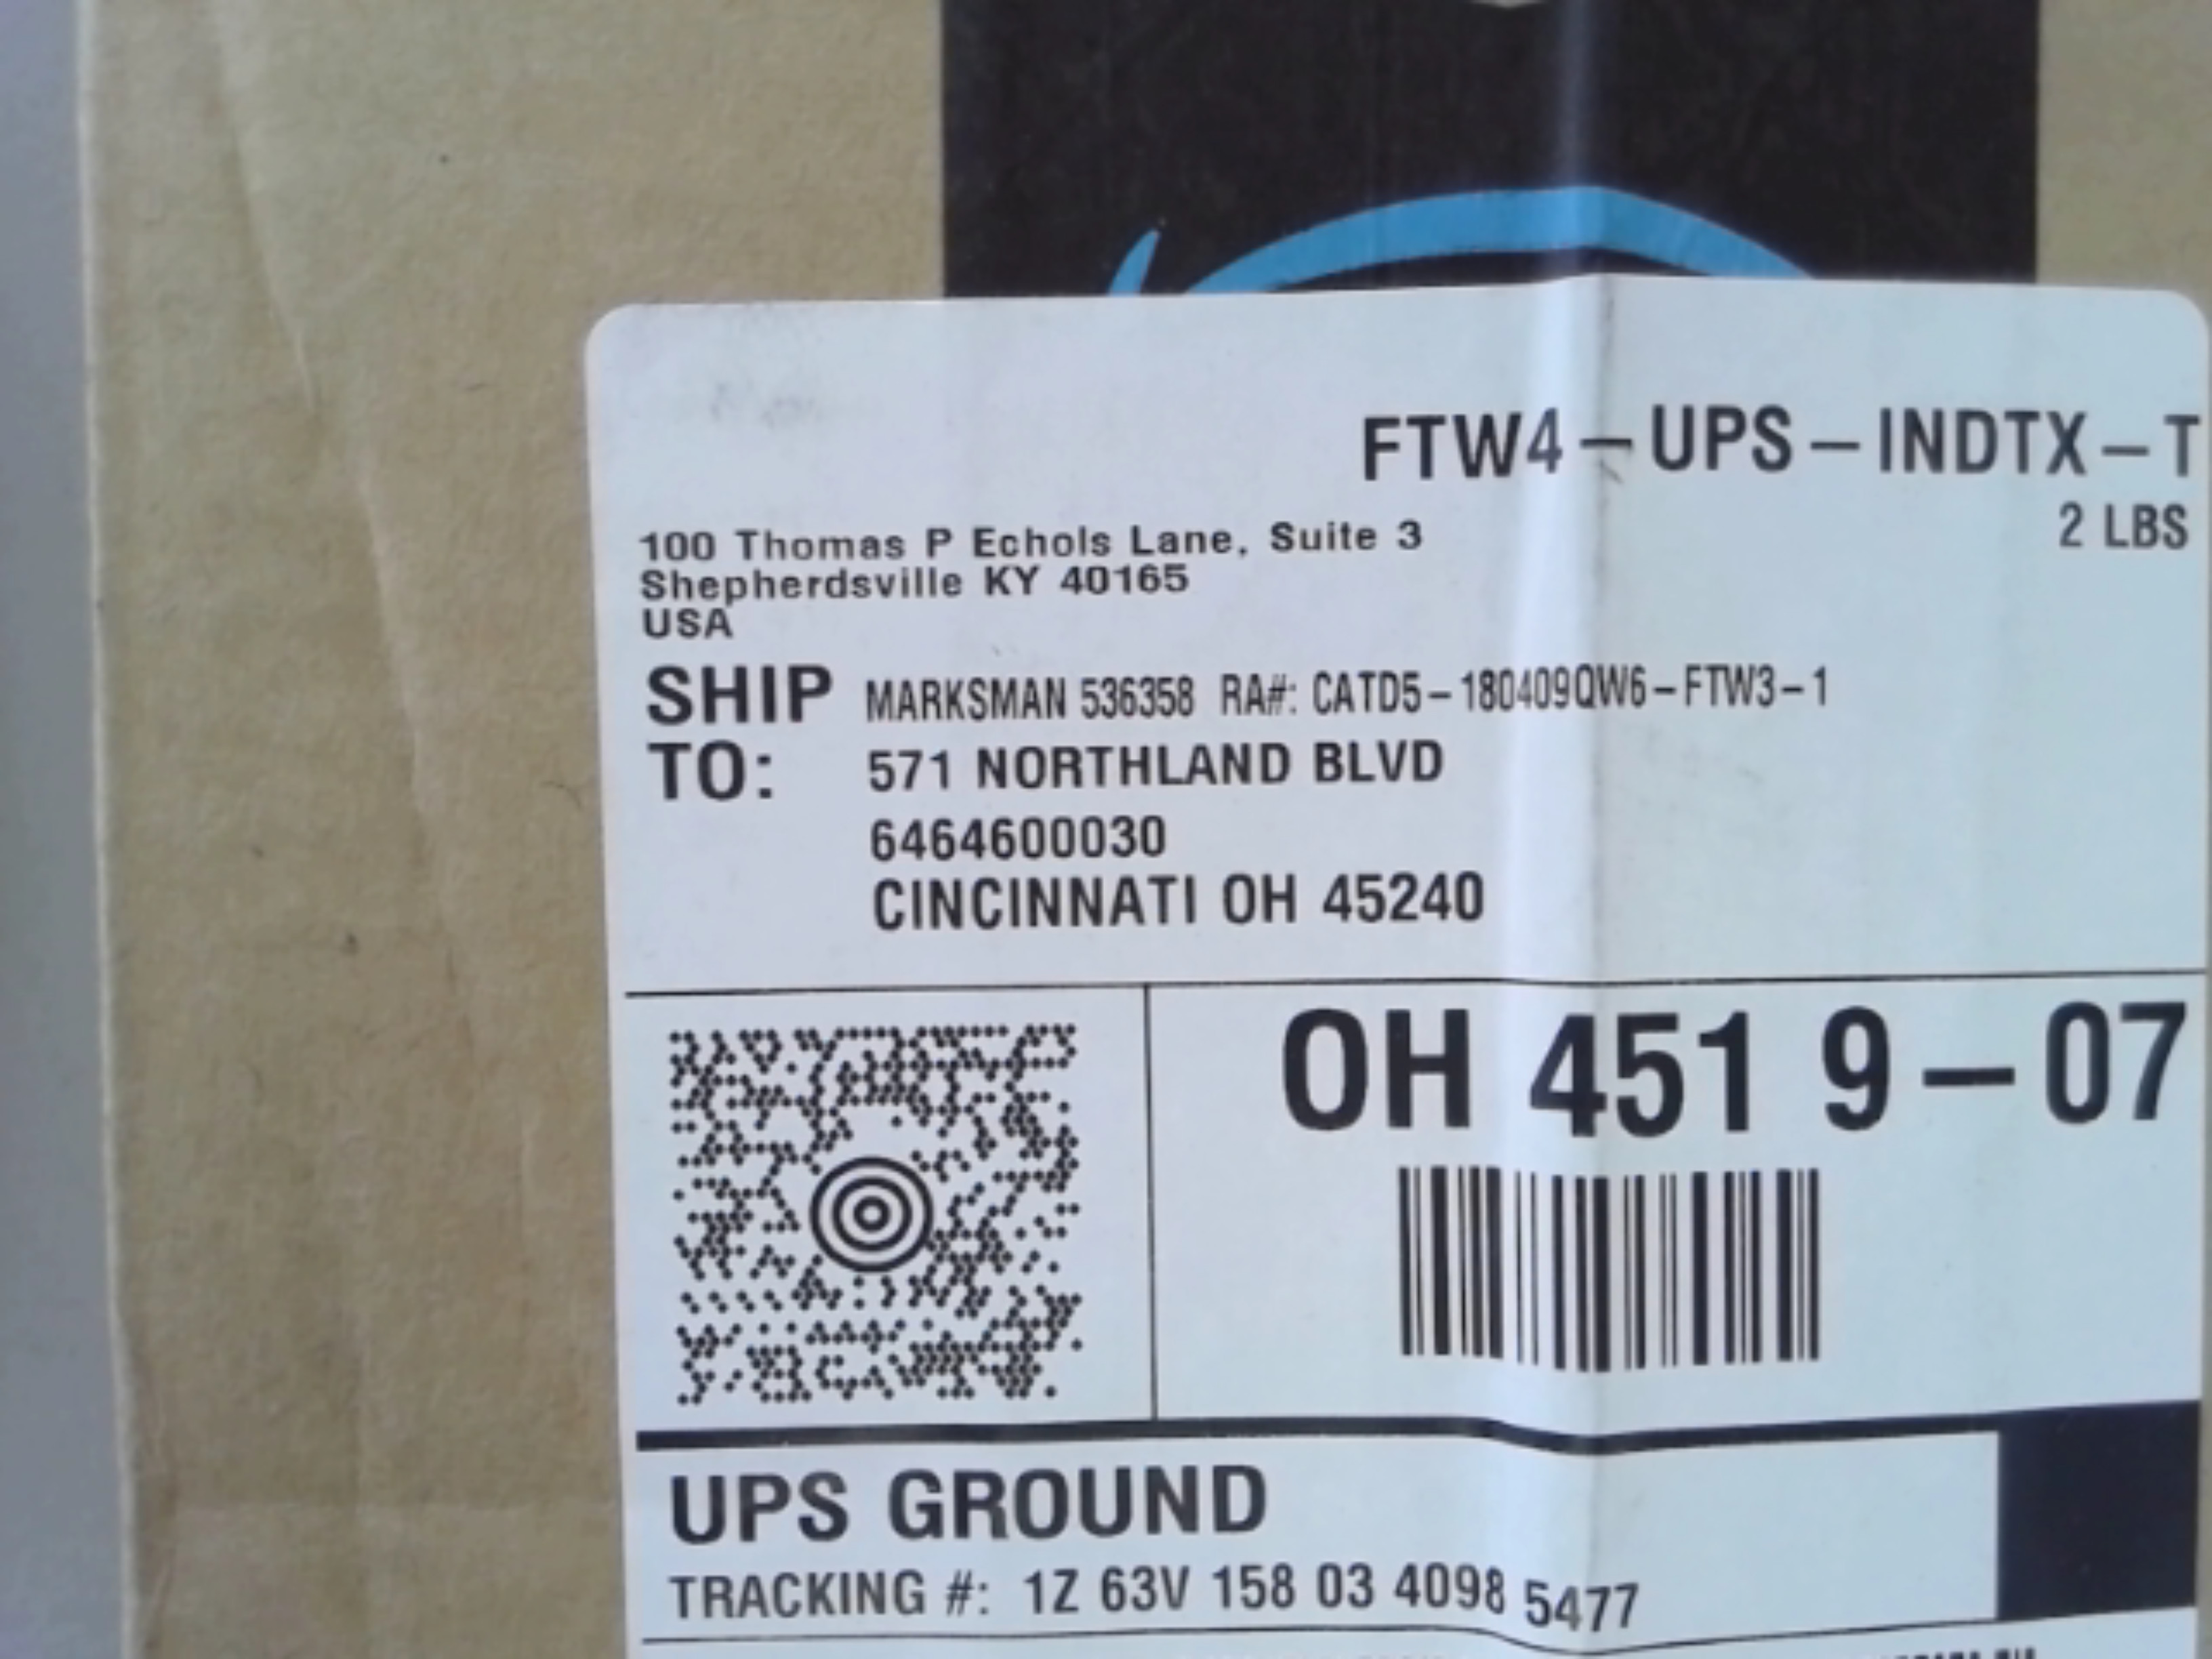 FTW4-UPS-INDTX-T
2 LBS
100 Thomas P Echols Lane, Suite 3
Shepherdsville KY 40165
USA
SHIP TO: MARKSMAN 536358 RA#: CATD5-180409QW6-FTW3-1
571 NORTHLAND BLVD
6464600030
CINCINNATI OH 45240
OH 451 9-07
UPS GROUND
TRACKING #: 1Z 63V 158 03 4098 5477